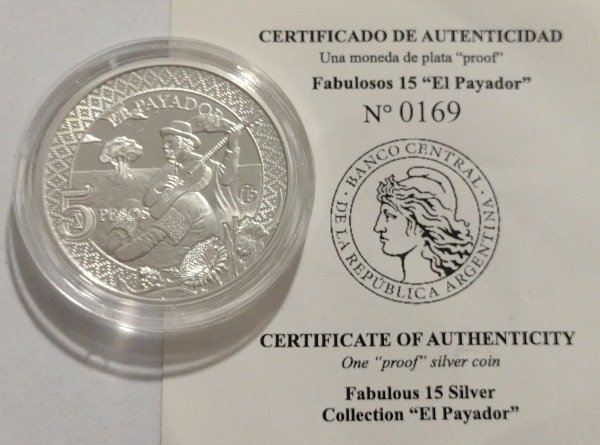 EL PAYADOR
5
PESOS
CERTIFICADO DE AUTENTICIDAD
Una moneda de plata “proof”
Fabulosos 15 “El Payador”
Nº 0169
BANCO CENTRAL
DE LA REPÚBLICA ARGENTINA
CERTIFICATE OF AUTHENTICITY
One “proof” silver coin
Fabulous 15 Silver
Collection “El Payador”